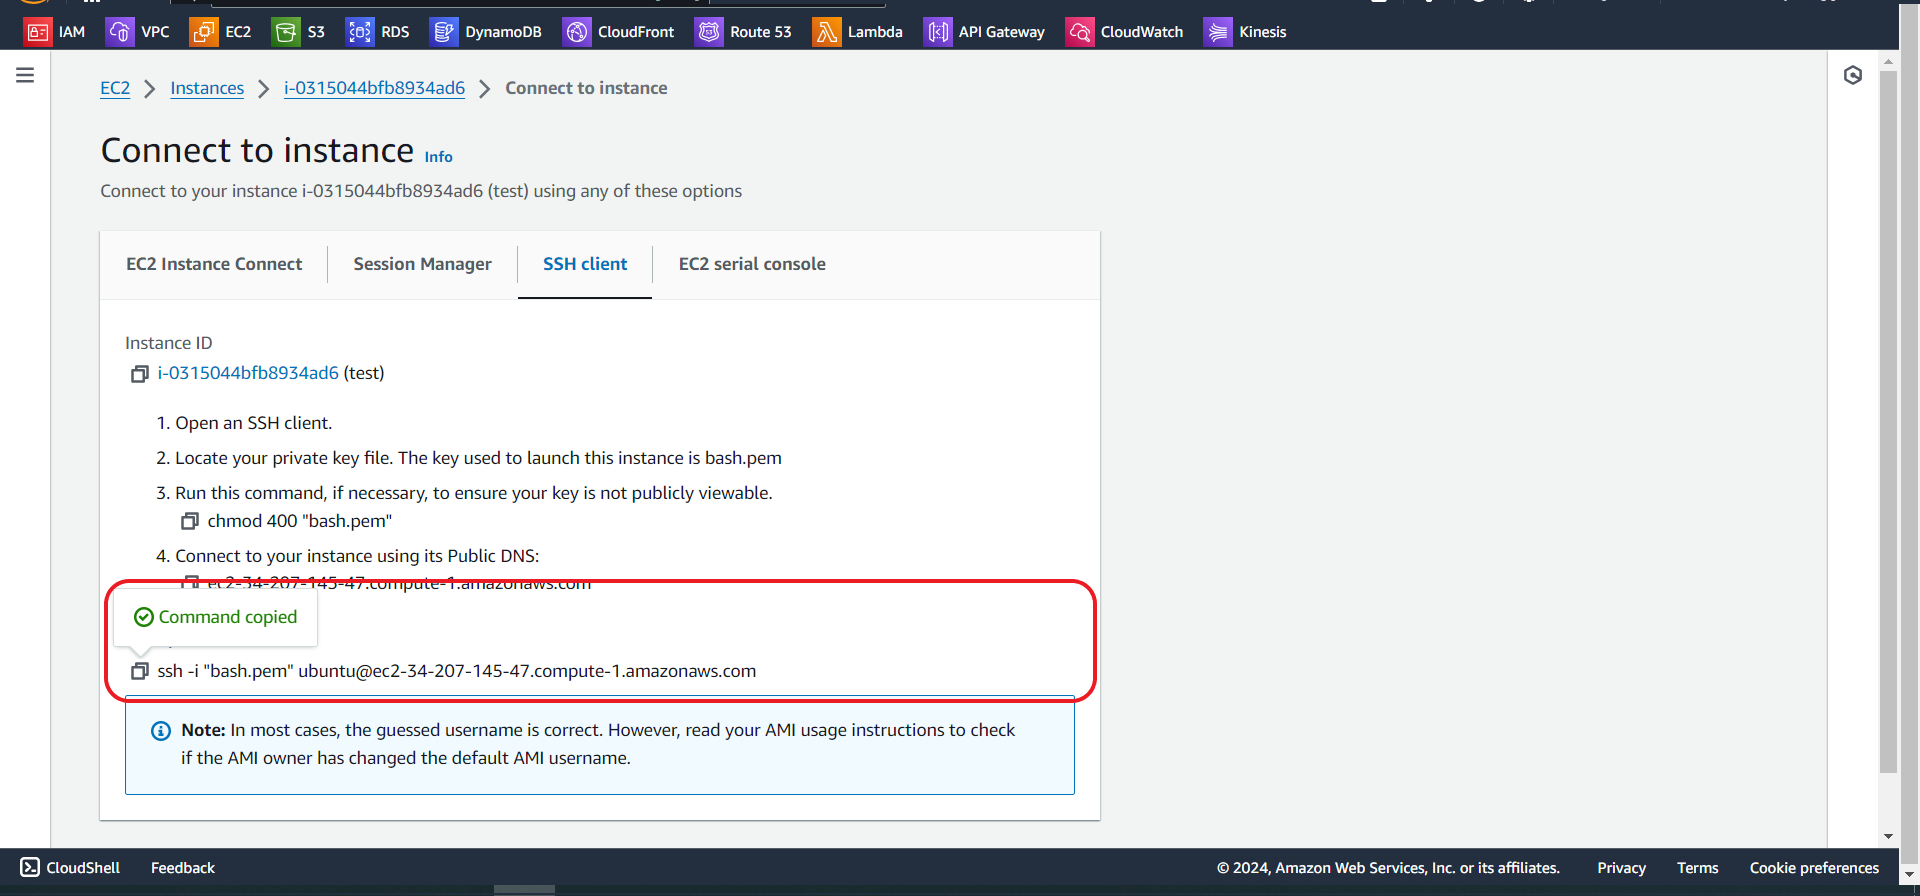 IAM VPC EC2 S3 RDS DynamoDB CloudFront Route 53 Lambda API Gateway CloudWatch Kinesis
EC2 > Instances > i-0315044bfb8934ad6 > Connect to instance
Connect to instance Info
Connect to your instance i-0315044bfb8934ad6 (test) using any of these options
EC2 Instance Connect Session Manager SSH client EC2 serial console
Instance ID
i-0315044bfb8934ad6 (test)
1. Open an SSH client.
2. Locate your private key file. The key used to launch this instance is bash.pem
3. Run this command, if necessary, to ensure your key is not publicly viewable.
chmod 400 "bash.pem"
4. Connect to your instance using its Public DNS:
ec2-34-207-145-47.compute-1.amazonaws.com
Command copied
ssh -i "bash.pem" ubuntu@ec2-34-207-145-47.compute-1.amazonaws.com
Note: In most cases, the guessed username is correct. However, read your AMI usage instructions to check
if the AMI owner has changed the default AMI username.
CloudShell Feedback © 2024, Amazon Web Services, Inc. or its affiliates. Privacy Terms Cookie preferences